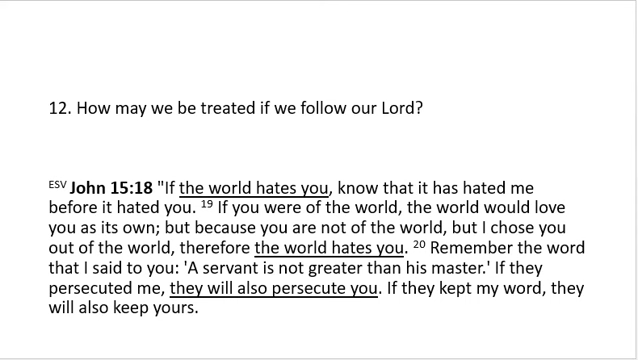 12. How may we be treated if we follow our Lord?
ESV John 15:18 "If the world hates you, know that it has hated me
before it hated you. 19 If you were of the world, the world would love
you as its own; but because you are not of the world, but I chose you
out of the world, therefore the world hates you. 20 Remember the word
that I said to you: 'A servant is not greater than his master.' If they
persecuted me, they will also persecute you. If they kept my word, they
will also keep yours.